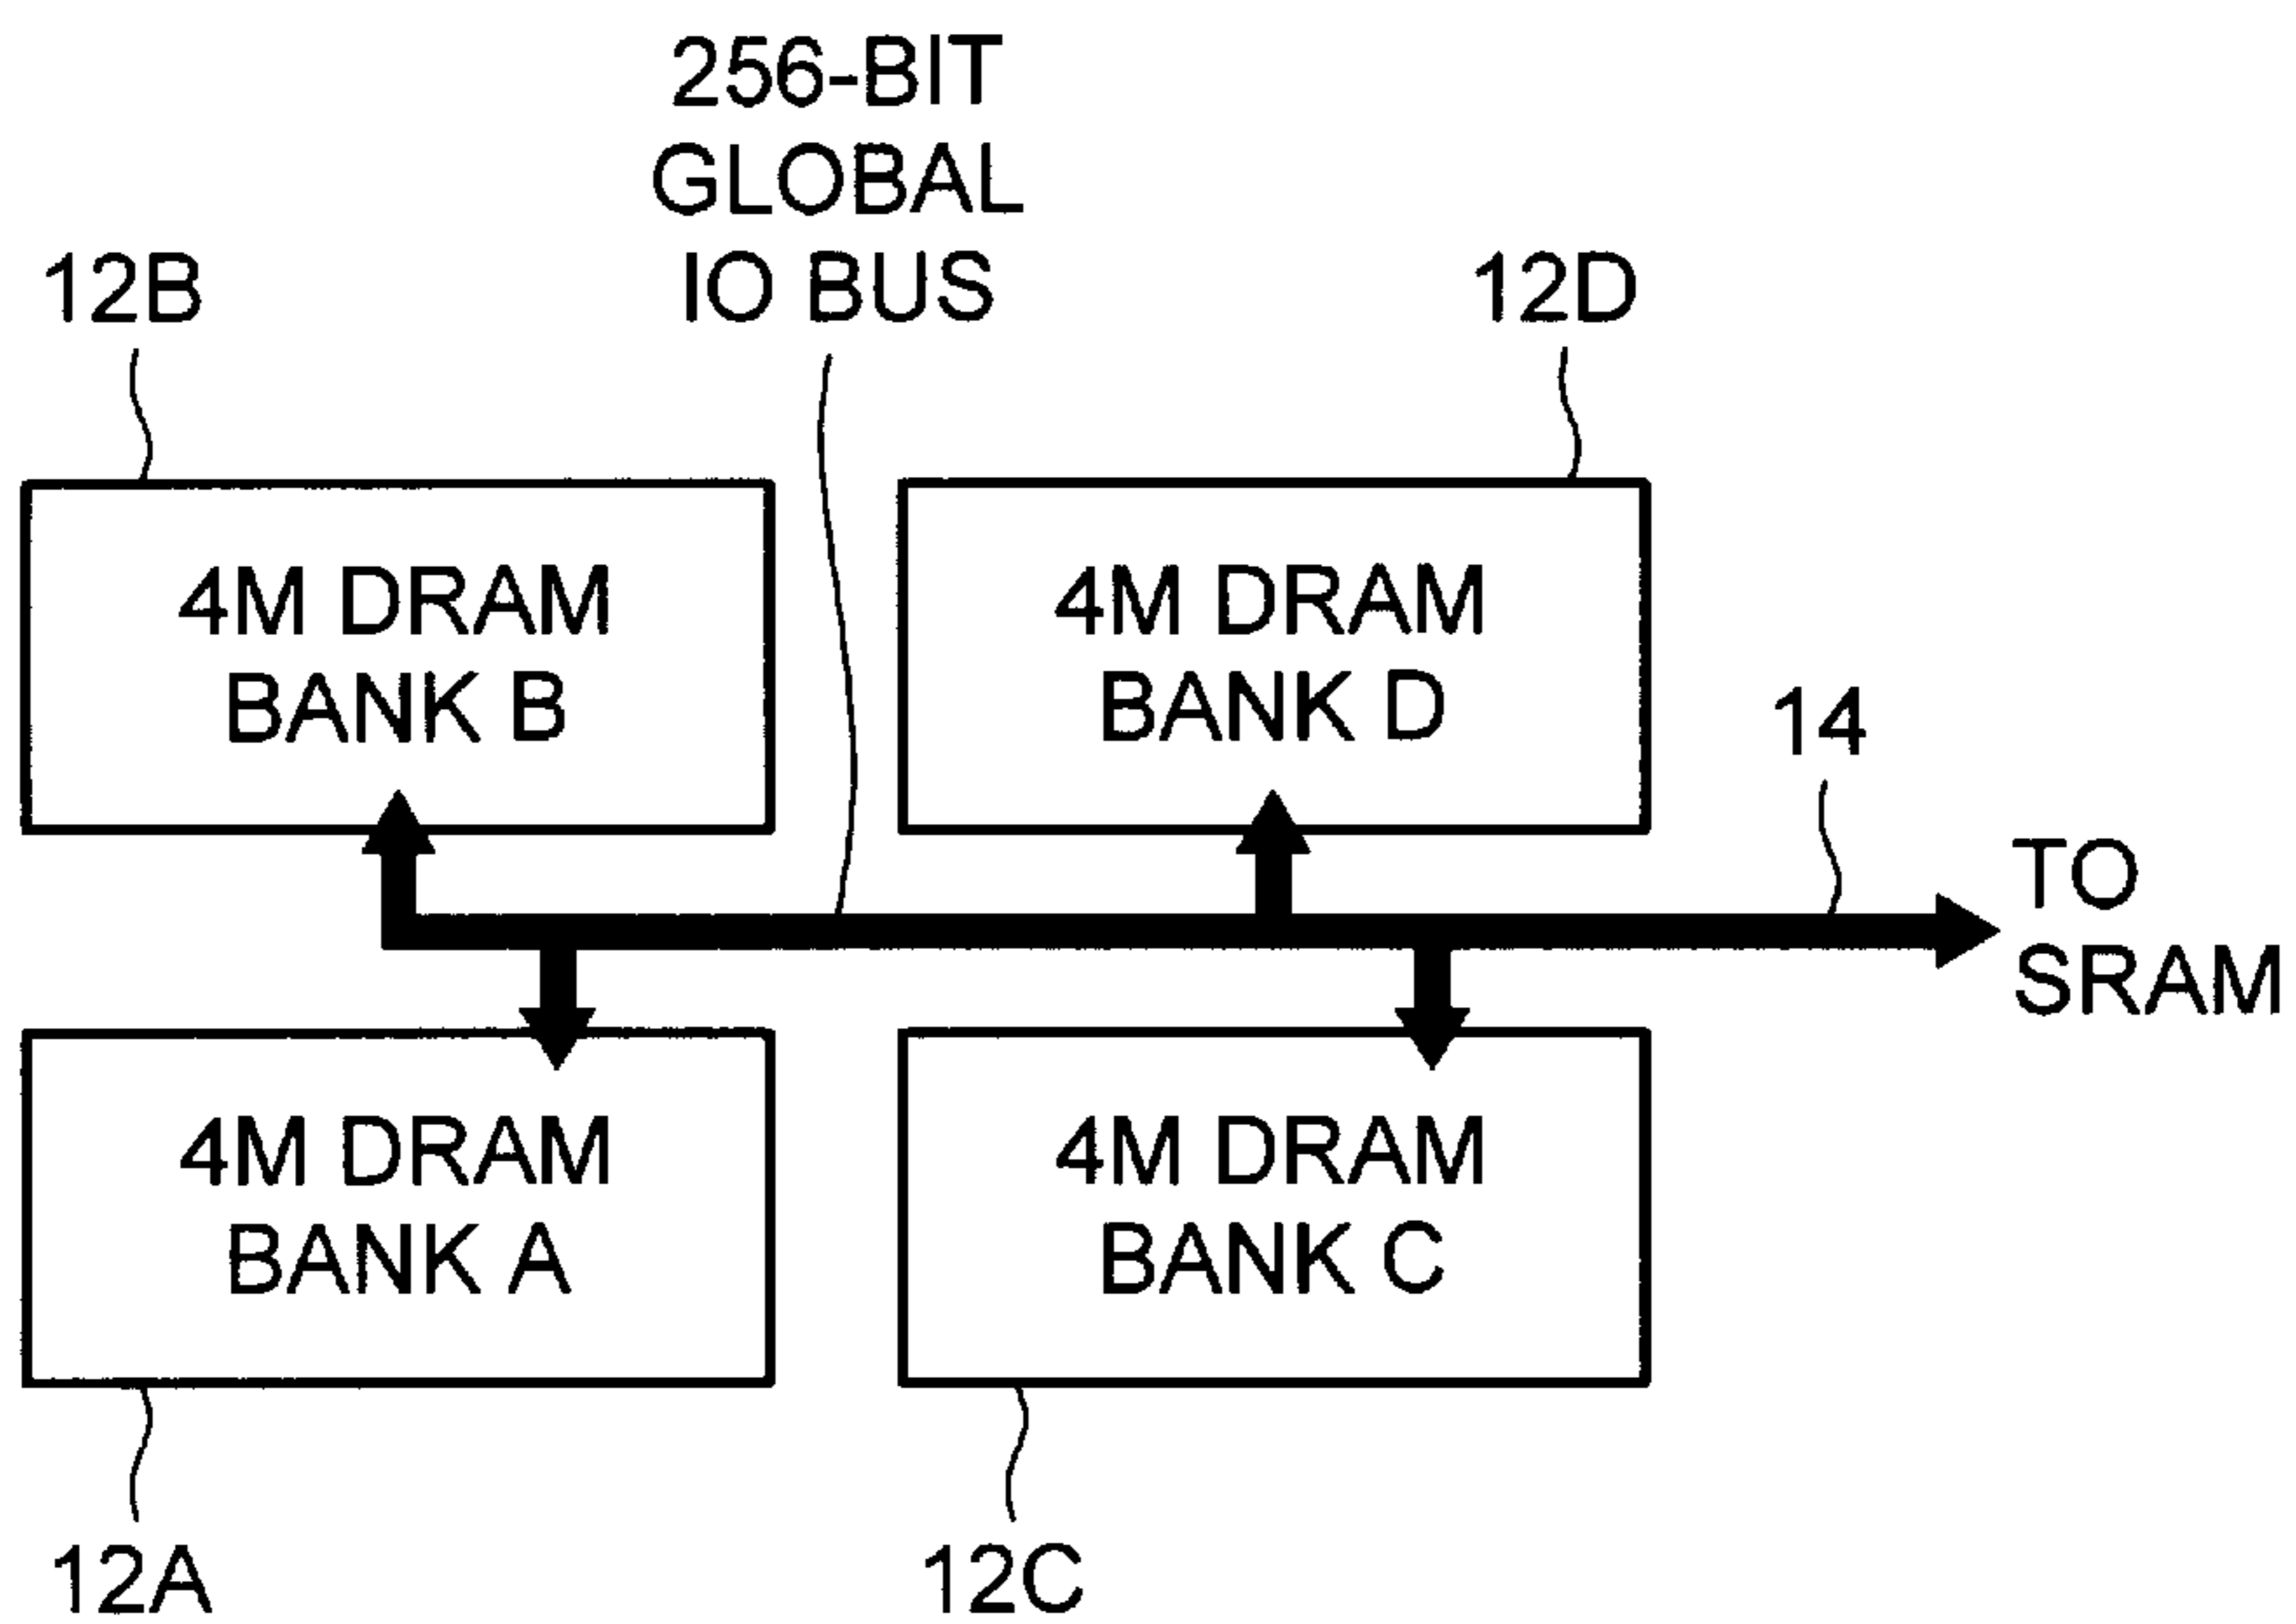 256-BIT
GLOBAL
IO BUS
12B
12D
4M DRAM
BANK B
4M DRAM
BANK D
14
TO
SRAM
4M DRAM
BANK A
4M DRAM
BANK C
12A
12C